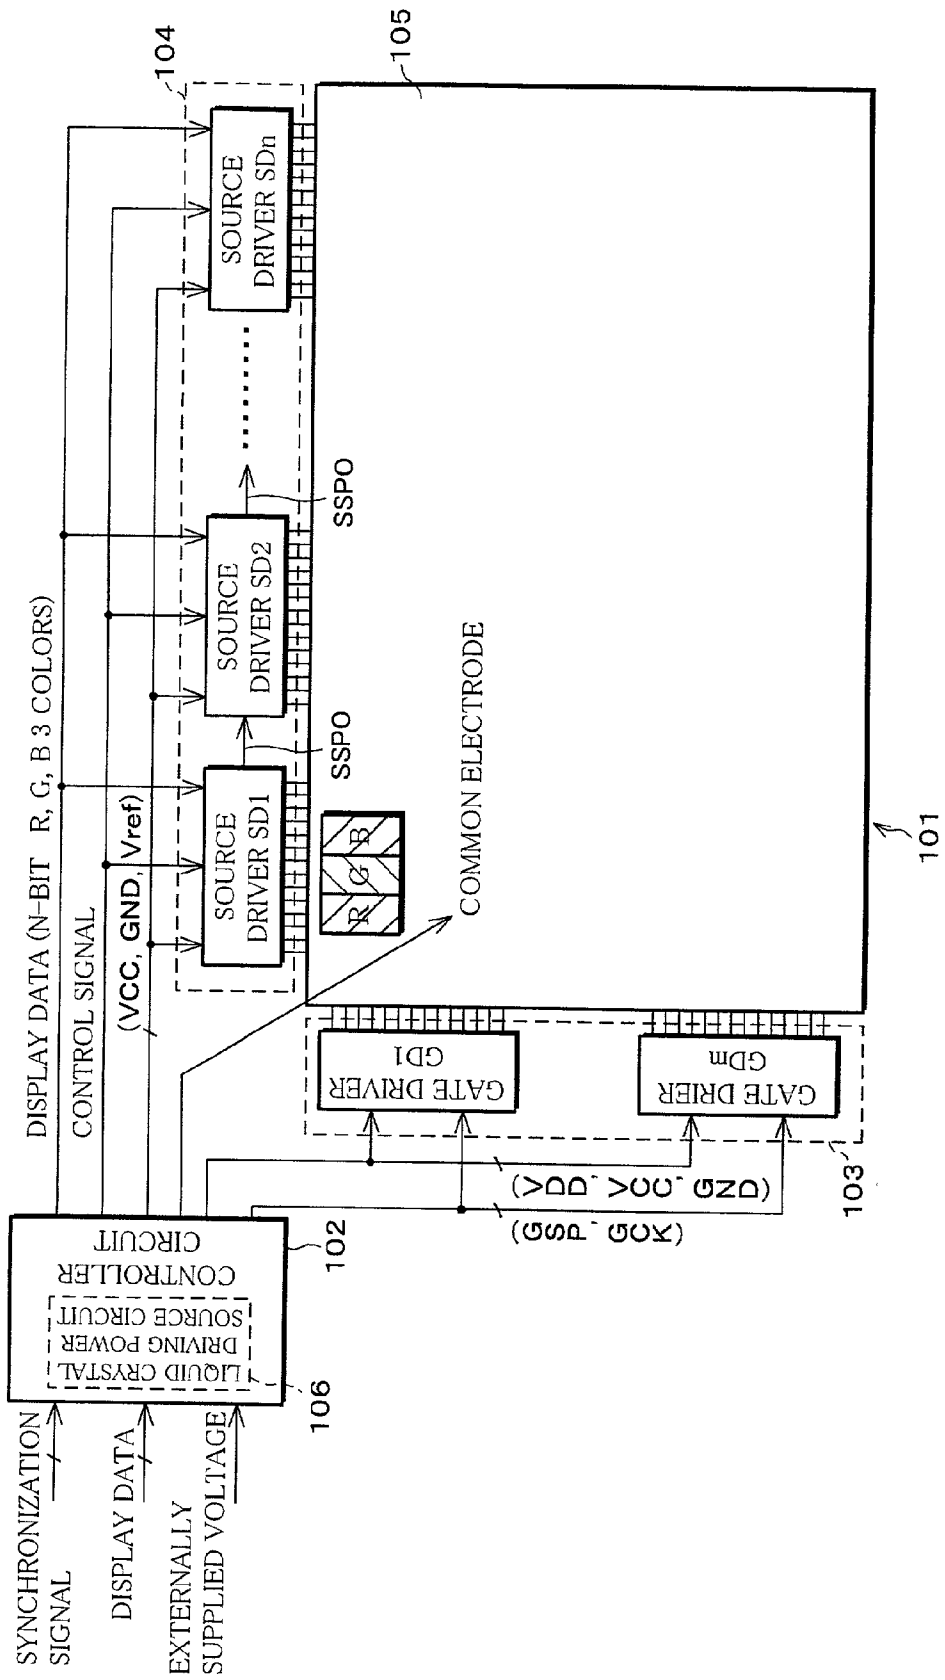 SYNCHRONIZATION
SIGNAL
DISPLAY DATA
EXTERNALLY
SUPPLIED VOLTAGE
CONTROLLER
CIRCUIT
LIQUID CRYSTAL
DRIVING POWER
SOURCE CIRCUIT
106
102
DISPLAY DATA (N-BIT R, G, B 3 COLORS)
CONTROL SIGNAL
(VCC, GND, Vref)
104
SOURCE
DRIVER SD1
SSPO
SOURCE
DRIVER SD2
SSPO
SOURCE
DRIVER SDn
105
R G B
COMMON ELECTRODE
GATE DRIVER
GD1
GATE DRIER
GDm
(VDD, VCC, GND)
(GSP, GCK)
103
101